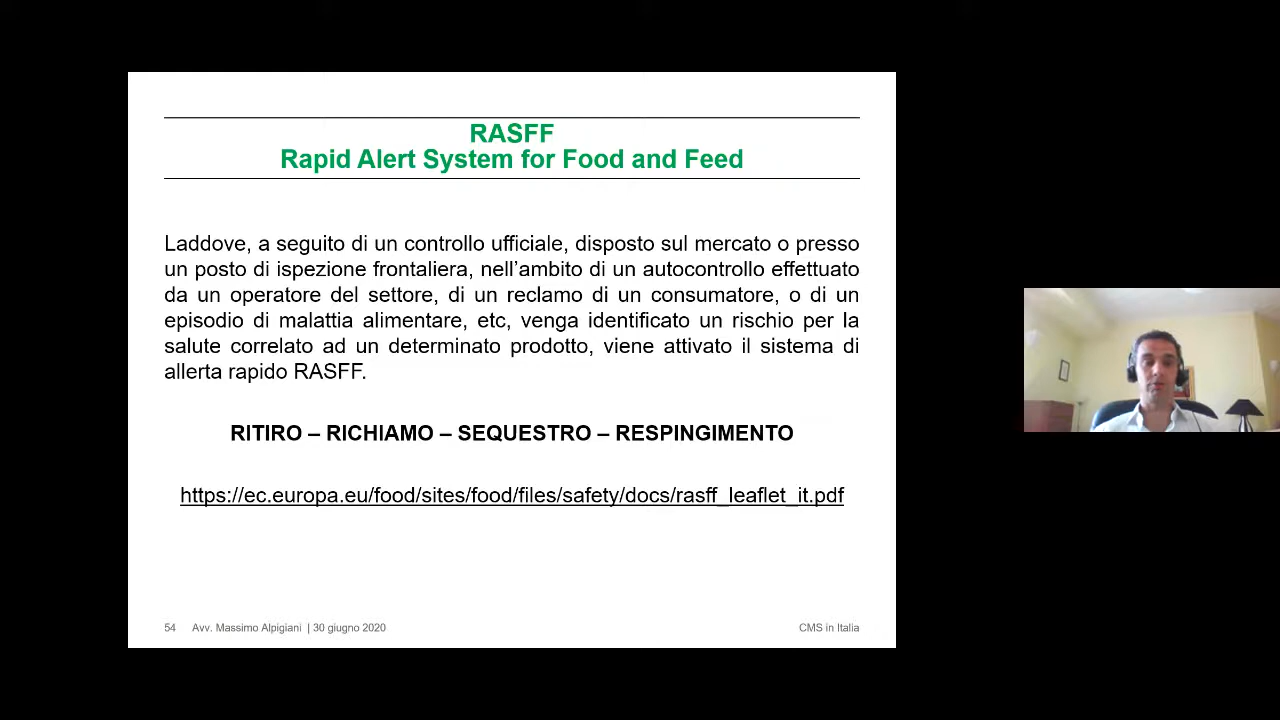 RASFF
Rapid Alert System for Food and Feed
Laddove, a seguito di un controllo ufficiale, disposto sul mercato o presso
un posto di ispezione frontaliera, nell’ambito di un autocontrollo effettuato
da un operatore del settore, di un reclamo di un consumatore, o di un
episodio di malattia alimentare, etc, venga identificato un rischio per la
salute correlato ad un determinato prodotto, viene attivato il sistema di
allerta rapido RASFF.
RITIRO – RICHIAMO – SEQUESTRO – RESPINGIMENTO
https://ec.europa.eu/food/sites/food/files/safety/docs/rasff_leaflet_it.pdf
54 Avv. Massimo Alpigiani | 30 giugno 2020 CMS in Italia